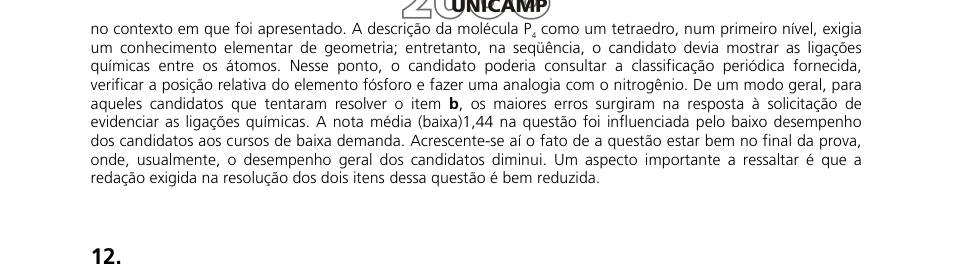 UNICAMP
no contexto em que foi apresentado. A descrição da molécula P4 como um tetraedro, num primeiro nível, exigia
um conhecimento elementar de geometria; entretanto, na seqüência, o candidato devia mostrar as ligações
químicas entre os átomos. Nesse ponto, o candidato poderia consultar a classificação periódica fornecida,
verificar a posição relativa do elemento fósforo e fazer uma analogia com o nitrogênio. De um modo geral, para
aqueles candidatos que tentaram resolver o item b, os maiores erros surgiram na resposta à solicitação de
evidenciar as ligações químicas. A nota média (baixa)1,44 na questão foi influenciada pelo baixo desempenho
dos candidatos aos cursos de baixa demanda. Acrescente-se aí o fato de a questão estar bem no final da prova,
onde, usualmente, o desempenho geral dos candidatos diminui. Um aspecto importante a ressaltar é que a
redação exigida na resolução dos dois itens dessa questão é bem reduzida.
12.